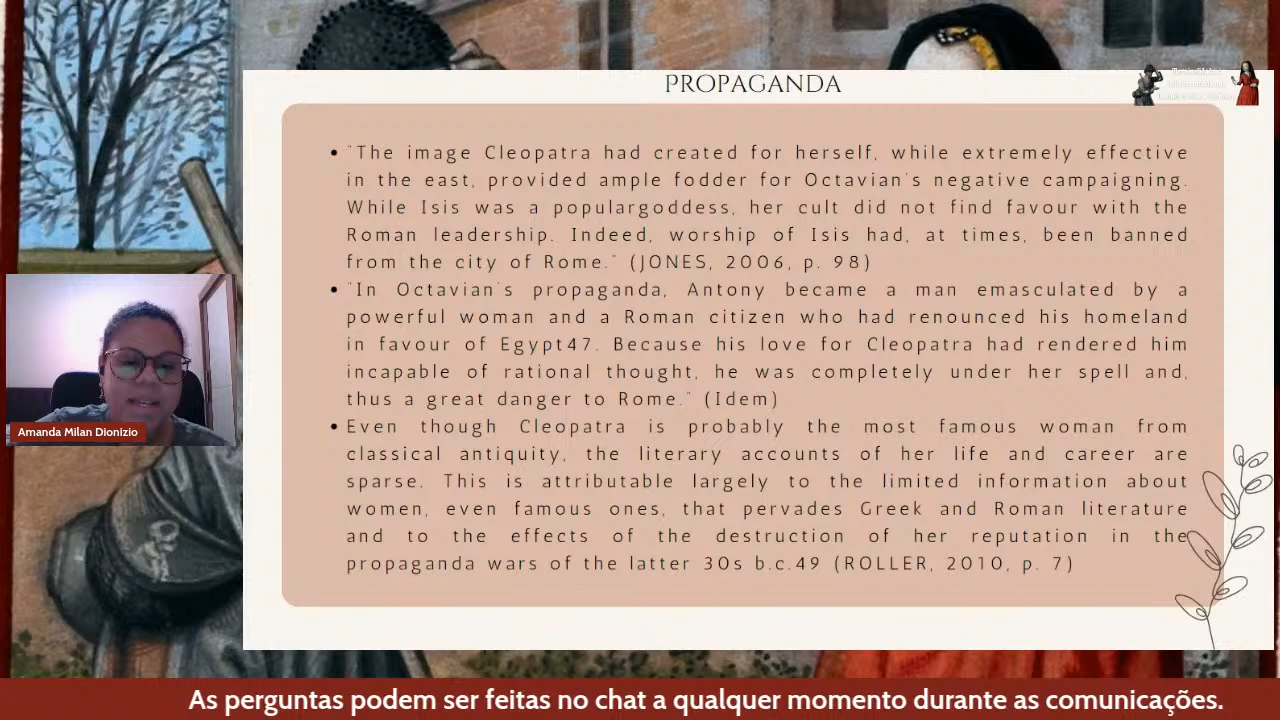 PROPAGANDA
• "The image Cleopatra had created for herself, while extremely effective
in the east, provided ample fodder for Octavian's negative campaigning.
While Isis was a populargoddess, her cult did not find favour with the
Roman leadership. Indeed, worship of Isis had, at times, been banned
from the city of Rome." (JONES, 2006, p. 98)
• "In Octavian's propaganda, Antony became a man emasculated by a
powerful woman and a Roman citizen who had renounced his homeland
in favour of Egypt47. Because his love for Cleopatra had rendered him
incapable of rational thought, he was completely under her spell and,
thus a great danger to Rome." (Idem)
• Even though Cleopatra is probably the most famous woman from
classical antiquity, the literary accounts of her life and career are
sparse. This is attributable largely to the limited information about
women, even famous ones, that pervades Greek and Roman literature
and to the effects of the destruction of her reputation in the
propaganda wars of the latter 30s b.c.49 (ROLLER, 2010, p. 7)
Amanda Milan Dionizio
As perguntas podem ser feitas no chat a qualquer momento durante as comunicações.